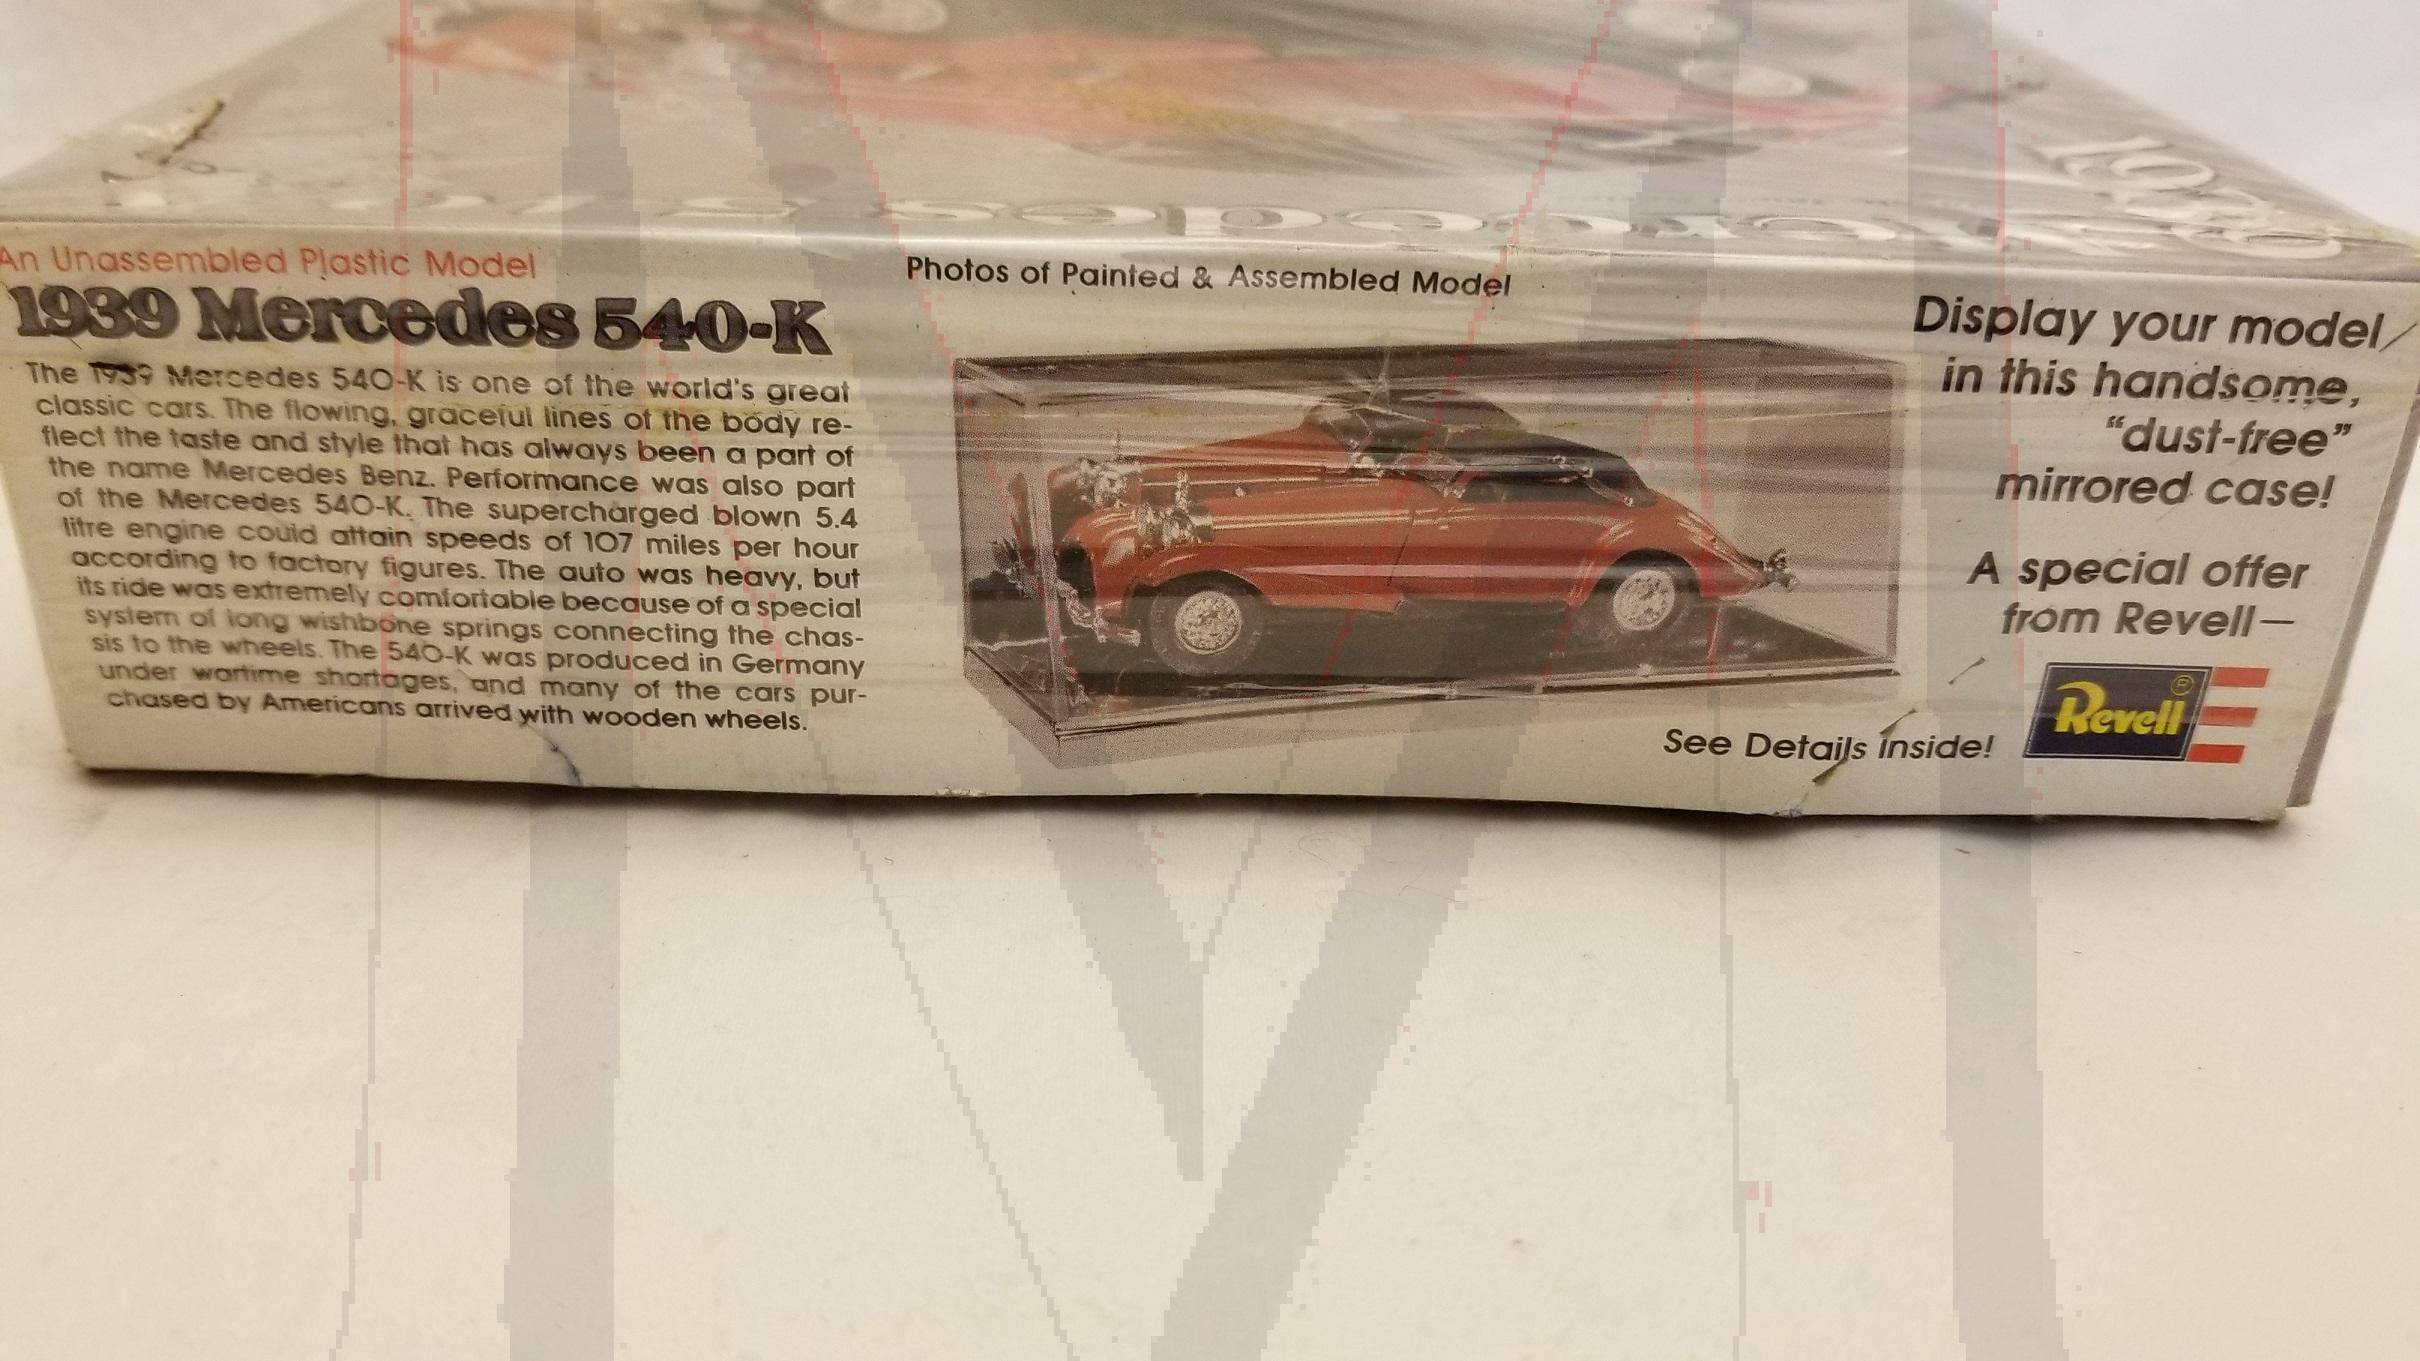 An Unassembled Plastic Model
1939 Mercedes 540-K
The 1939 Mercedes 540-K is one of the world's great
classic cars. The flowing, graceful lines of the body re-
flect the taste and style that has always been a part of
the name Mercedes Benz. Performance was also part
of the Mercedes 540-K. The supercharged blown 5.4
litre engine could attain speeds of 107 miles per hour
according to factory figures. The auto was heavy, but
its ride was extremely comfortable because of a special
system of long wishbone springs connecting the chas-
sis to the wheels. The 540-K was produced in Germany
under wartime shortages, and many of the cars pur-
chased by Americans arrived with wooden wheels.
Photos of Painted & Assembled Model
Display your model
in this handsome,
“dust-free”
mirrored case!
A special offer
from Revell—
See Details inside!
Revell®